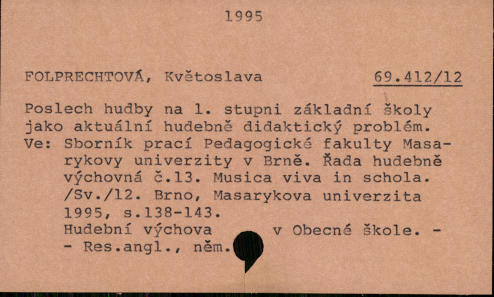 1995
FOLPRECHTOVÁ, Květoslava 69.412/12
Poslech hudby na 1. stupni základní školy
jako aktuální hudebně didaktický problém.
Ve: Sborník prací Pedagogické fakulty Masa-
rykovy univerzity v Brně. Řada hudebně
výchovná č.13. Musica viva in schola.
/Sv./12. Brno, Masarykova univerzita
1995, s.138-143.
Hudební výchova v Obecné škole. -
- Res.angl., něm.